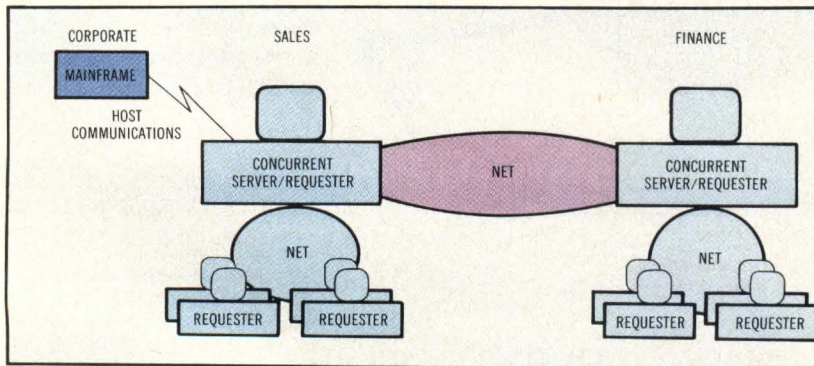 CORPORATE
SALES
FINANCE
MAINFRAME
HOST
COMMUNICATIONS
CONCURRENT
SERVER/REQUESTER
NET
CONCURRENT
SERVER/REQUESTER
NET
NET
REQUESTER
REQUESTER
REQUESTER
REQUESTER